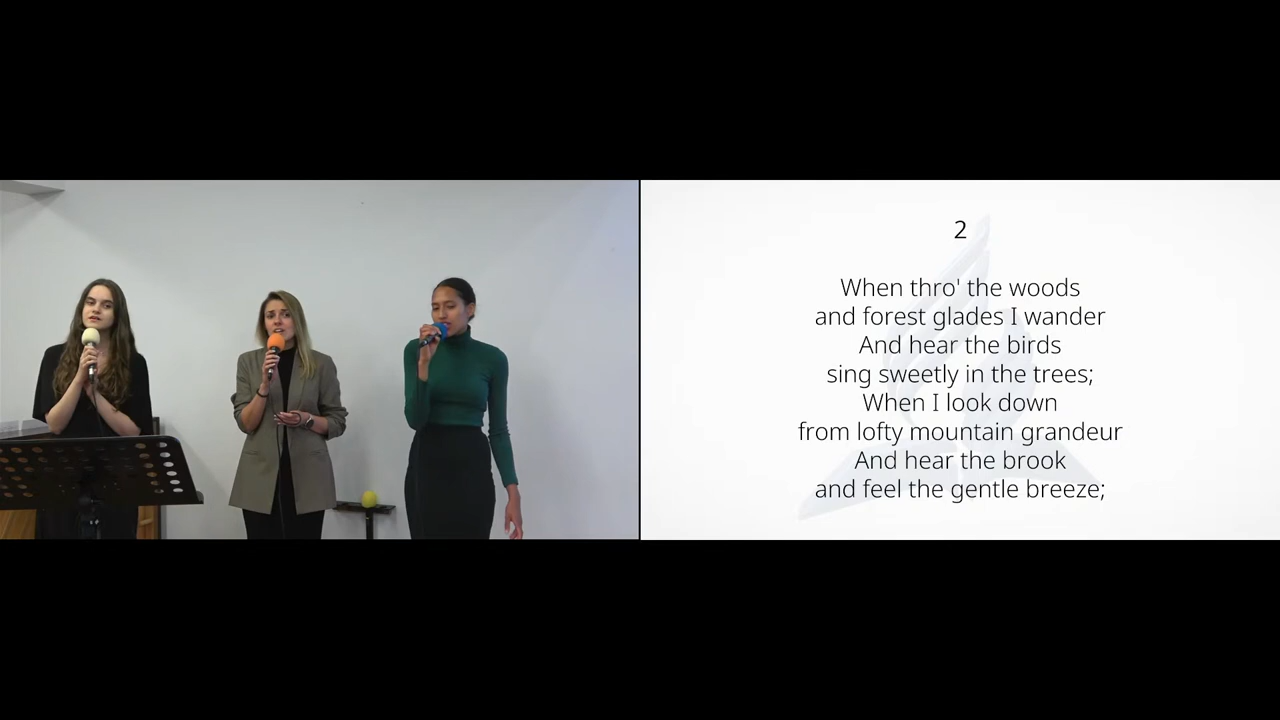 2
When thro' the woods
and forest glades I wander
And hear the birds
sing sweetly in the trees;
When I look down
from lofty mountain grandeur
And hear the brook
and feel the gentle breeze;